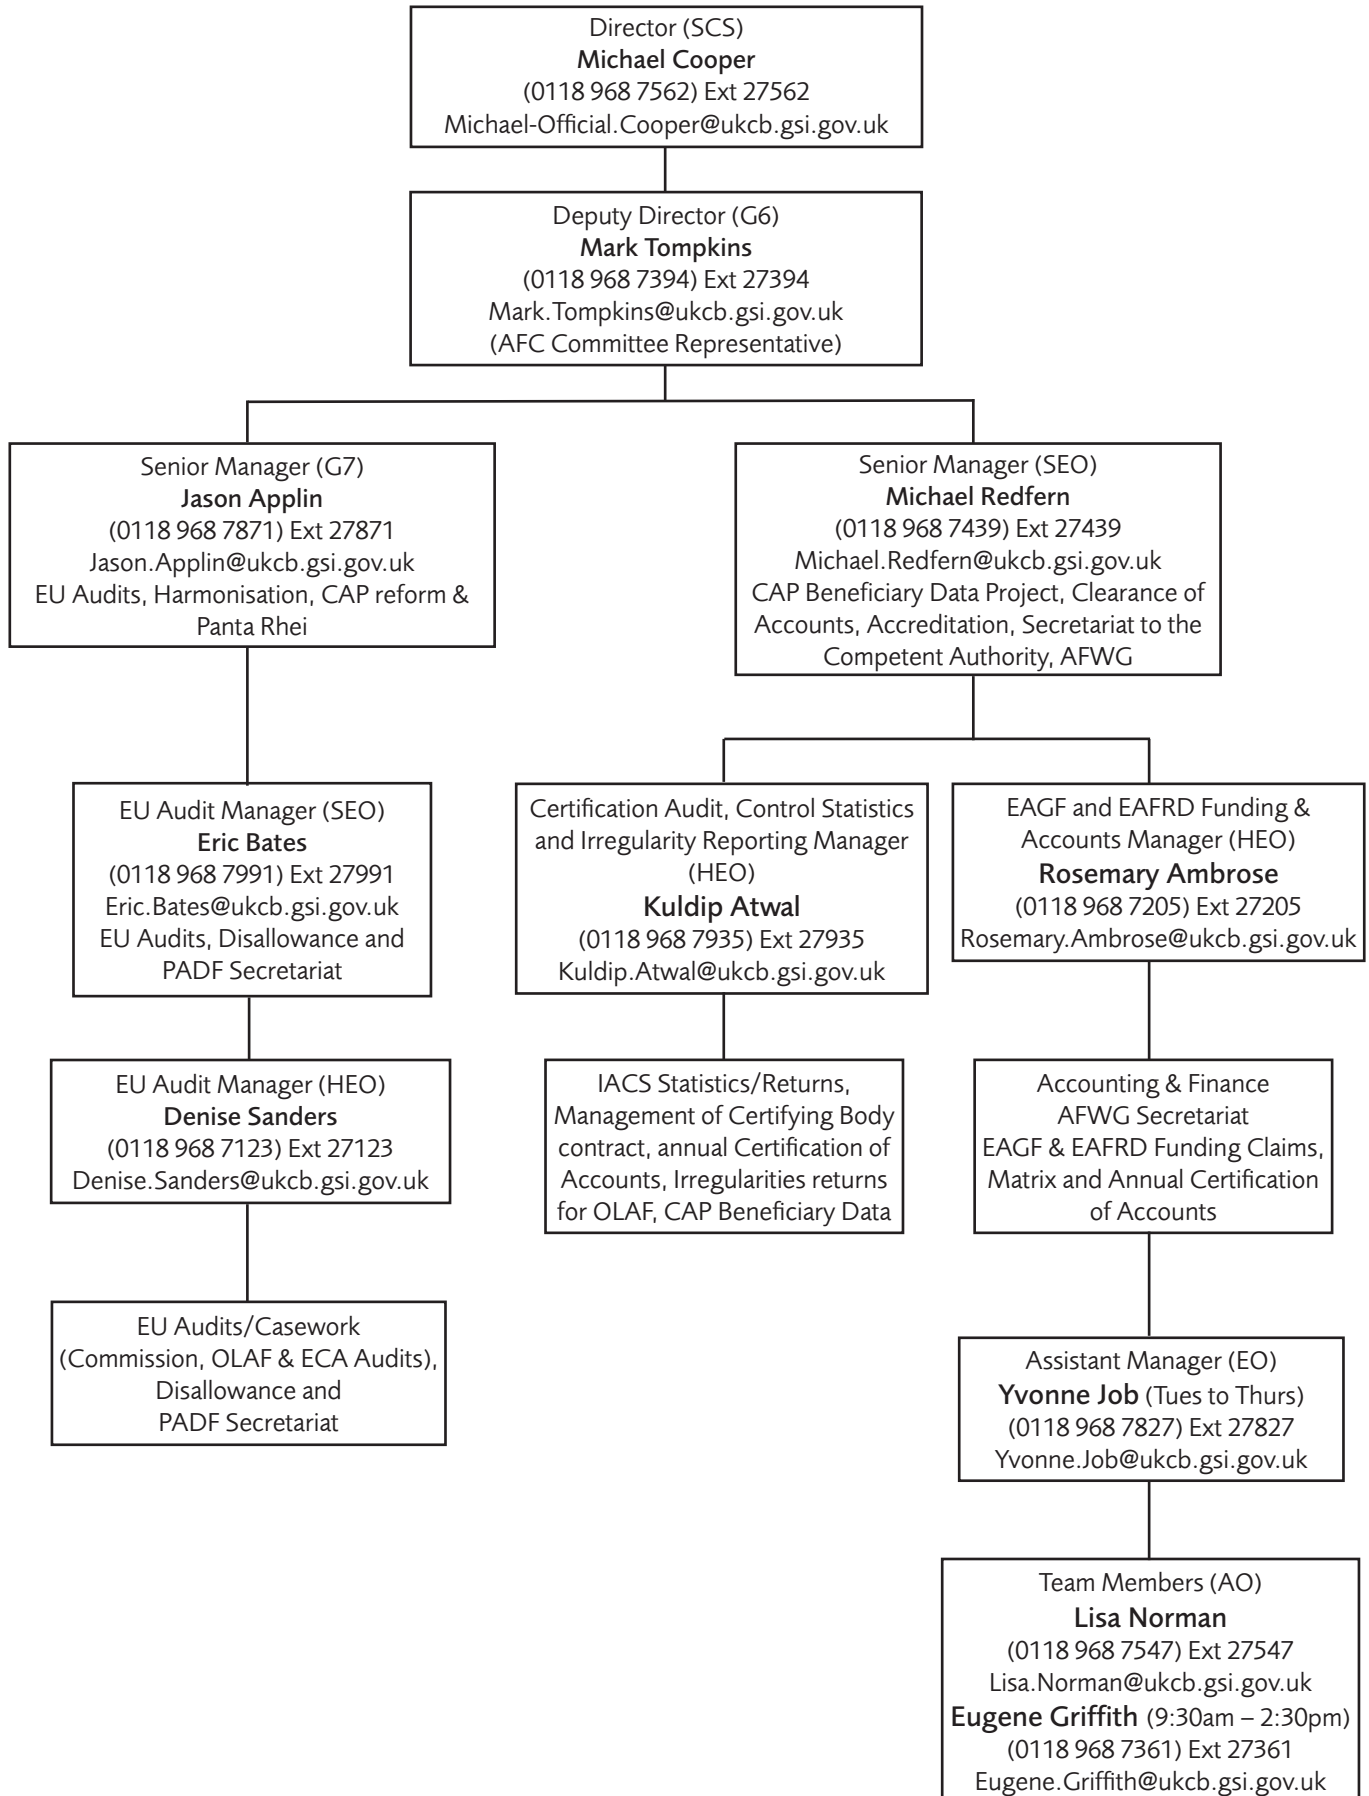 Director (SCS)
Michael Cooper
(0118 968 7562) Ext 27562
Michael-Official.Cooper@ukcb.gsi.gov.uk
Deputy Director (G6)
Mark Tompkins
(0118 968 7394) Ext 27394
Mark.Tompkins@ukcb.gsi.gov.uk
(AFC Committee Representative)
Senior Manager (G7)
Jason Applin
(0118 968 7871) Ext 27871
Jason.Applin@ukcb.gsi.gov.uk
EU Audits, Harmonisation, CAP reform &
Panta Rhei
Senior Manager (SEO)
Michael Redfern
(0118 968 7439) Ext 27439
Michael.Redfern@ukcb.gsi.gov.uk
CAP Beneficiary Data Project, Clearance of
Accounts, Accreditation, Secretariat to the
Competent Authority, AFWG
EU Audit Manager (SEO)
Eric Bates
(0118 968 7991) Ext 27991
Eric.Bates@ukcb.gsi.gov.uk
EU Audits, Disallowance and
PADF Secretariat
Certification Audit, Control Statistics
and Irregularity Reporting Manager
(HEO)
Kuldip Atwal
(0118 968 7935) Ext 27935
Kuldip.Atwal@ukcb.gsi.gov.uk
EAGF and EAFRD Funding &
Accounts Manager (HEO)
Rosemary Ambrose
(0118 968 7205) Ext 27205
Rosemary.Ambrose@ukcb.gsi.gov.uk
EU Audit Manager (HEO)
Denise Sanders
(0118 968 7123) Ext 27123
Denise.Sanders@ukcb.gsi.gov.uk
IACS Statistics/Returns,
Management of Certifying Body
contract, annual Certification of
Accounts, Irregularities returns
for OLAF, CAP Beneficiary Data
Accounting & Finance
AFWG Secretariat
EAGF & EAFRD Funding Claims,
Matrix and Annual Certification
of Accounts
EU Audits/Casework
(Commission, OLAF & ECA Audits),
Disallowance and
PADF Secretariat
Assistant Manager (EO)
Yvonne Job (Tues to Thurs)
(0118 968 7827) Ext 27827
Yvonne.Job@ukcb.gsi.gov.uk
Team Members (AO)
Lisa Norman
(0118 968 7547) Ext 27547
Lisa.Norman@ukcb.gsi.gov.uk
Eugene Griffith (9:30am – 2:30pm)
(0118 968 7361) Ext 27361
Eugene.Griffith@ukcb.gsi.gov.uk